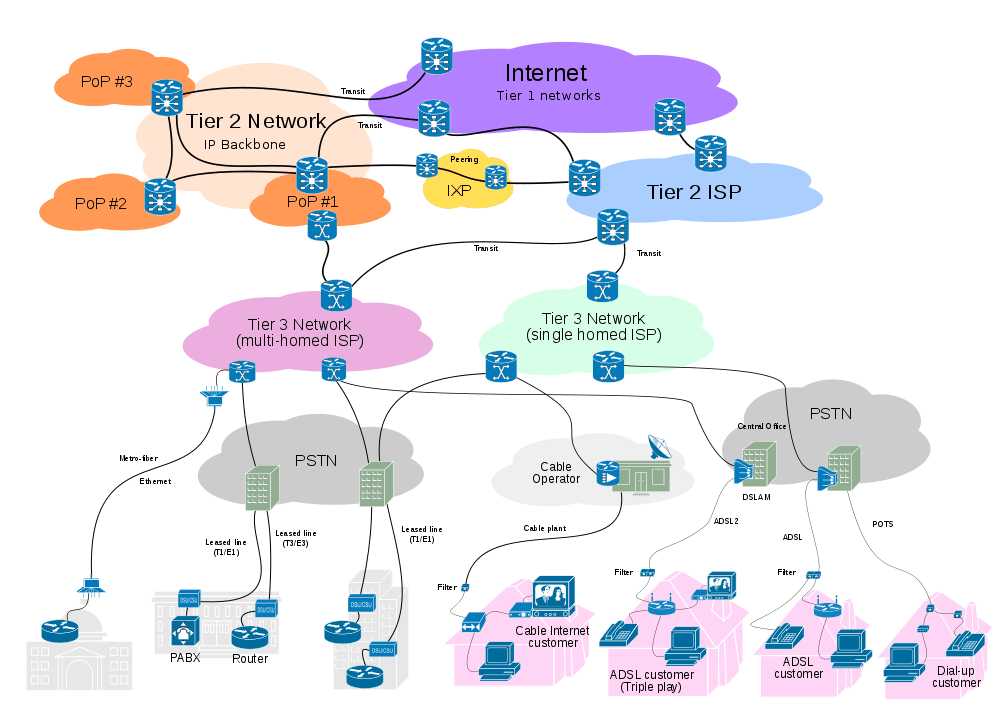 Internet
Tier 1 networks
PoP #3
Transit
Tier 2 Network
IP Backbone
Transit
Peering
IXP
Tier 2 ISP
PoP #2
PoP #1
Transit
Transit
Tier 3 Network
(multi-homed ISP)
Tier 3 Network
(single homed ISP)
PSTN
Central Office
Metro-fiber
Ethernet
PSTN
Cable
Operator
DSLAM
Leased line
(T1/E1)
Leased line
(T3/E3)
Leased line
(T1/E1)
Cable plant
ADSL2
ADSL
POTS
Filter
Filter
Filter
DSU/CSU
DSU/CSU
DSU/CSU
DSU/CSU
PABX
Router
Cable Internet
customer
ADSL customer
(Triple play)
ADSL
customer
Dial-up
customer